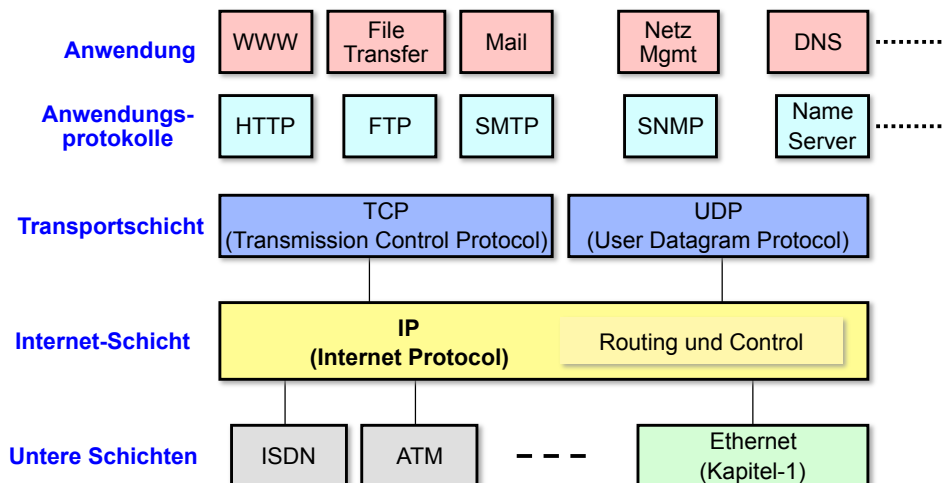 Anwendung
WWW
File
Transfer
Mail
Netz
Mgmt
DNS
Anwendungs-
protokolle
HTTP
FTP
SMTP
SNMP
Name
Server
Transportschicht
TCP
(Transmission Control Protocol)
UDP
(User Datagram Protocol)
Internet-Schicht
IP
(Internet Protocol)
Routing und Control
Untere Schichten
ISDN
ATM
Ethernet
(Kapitel-1)